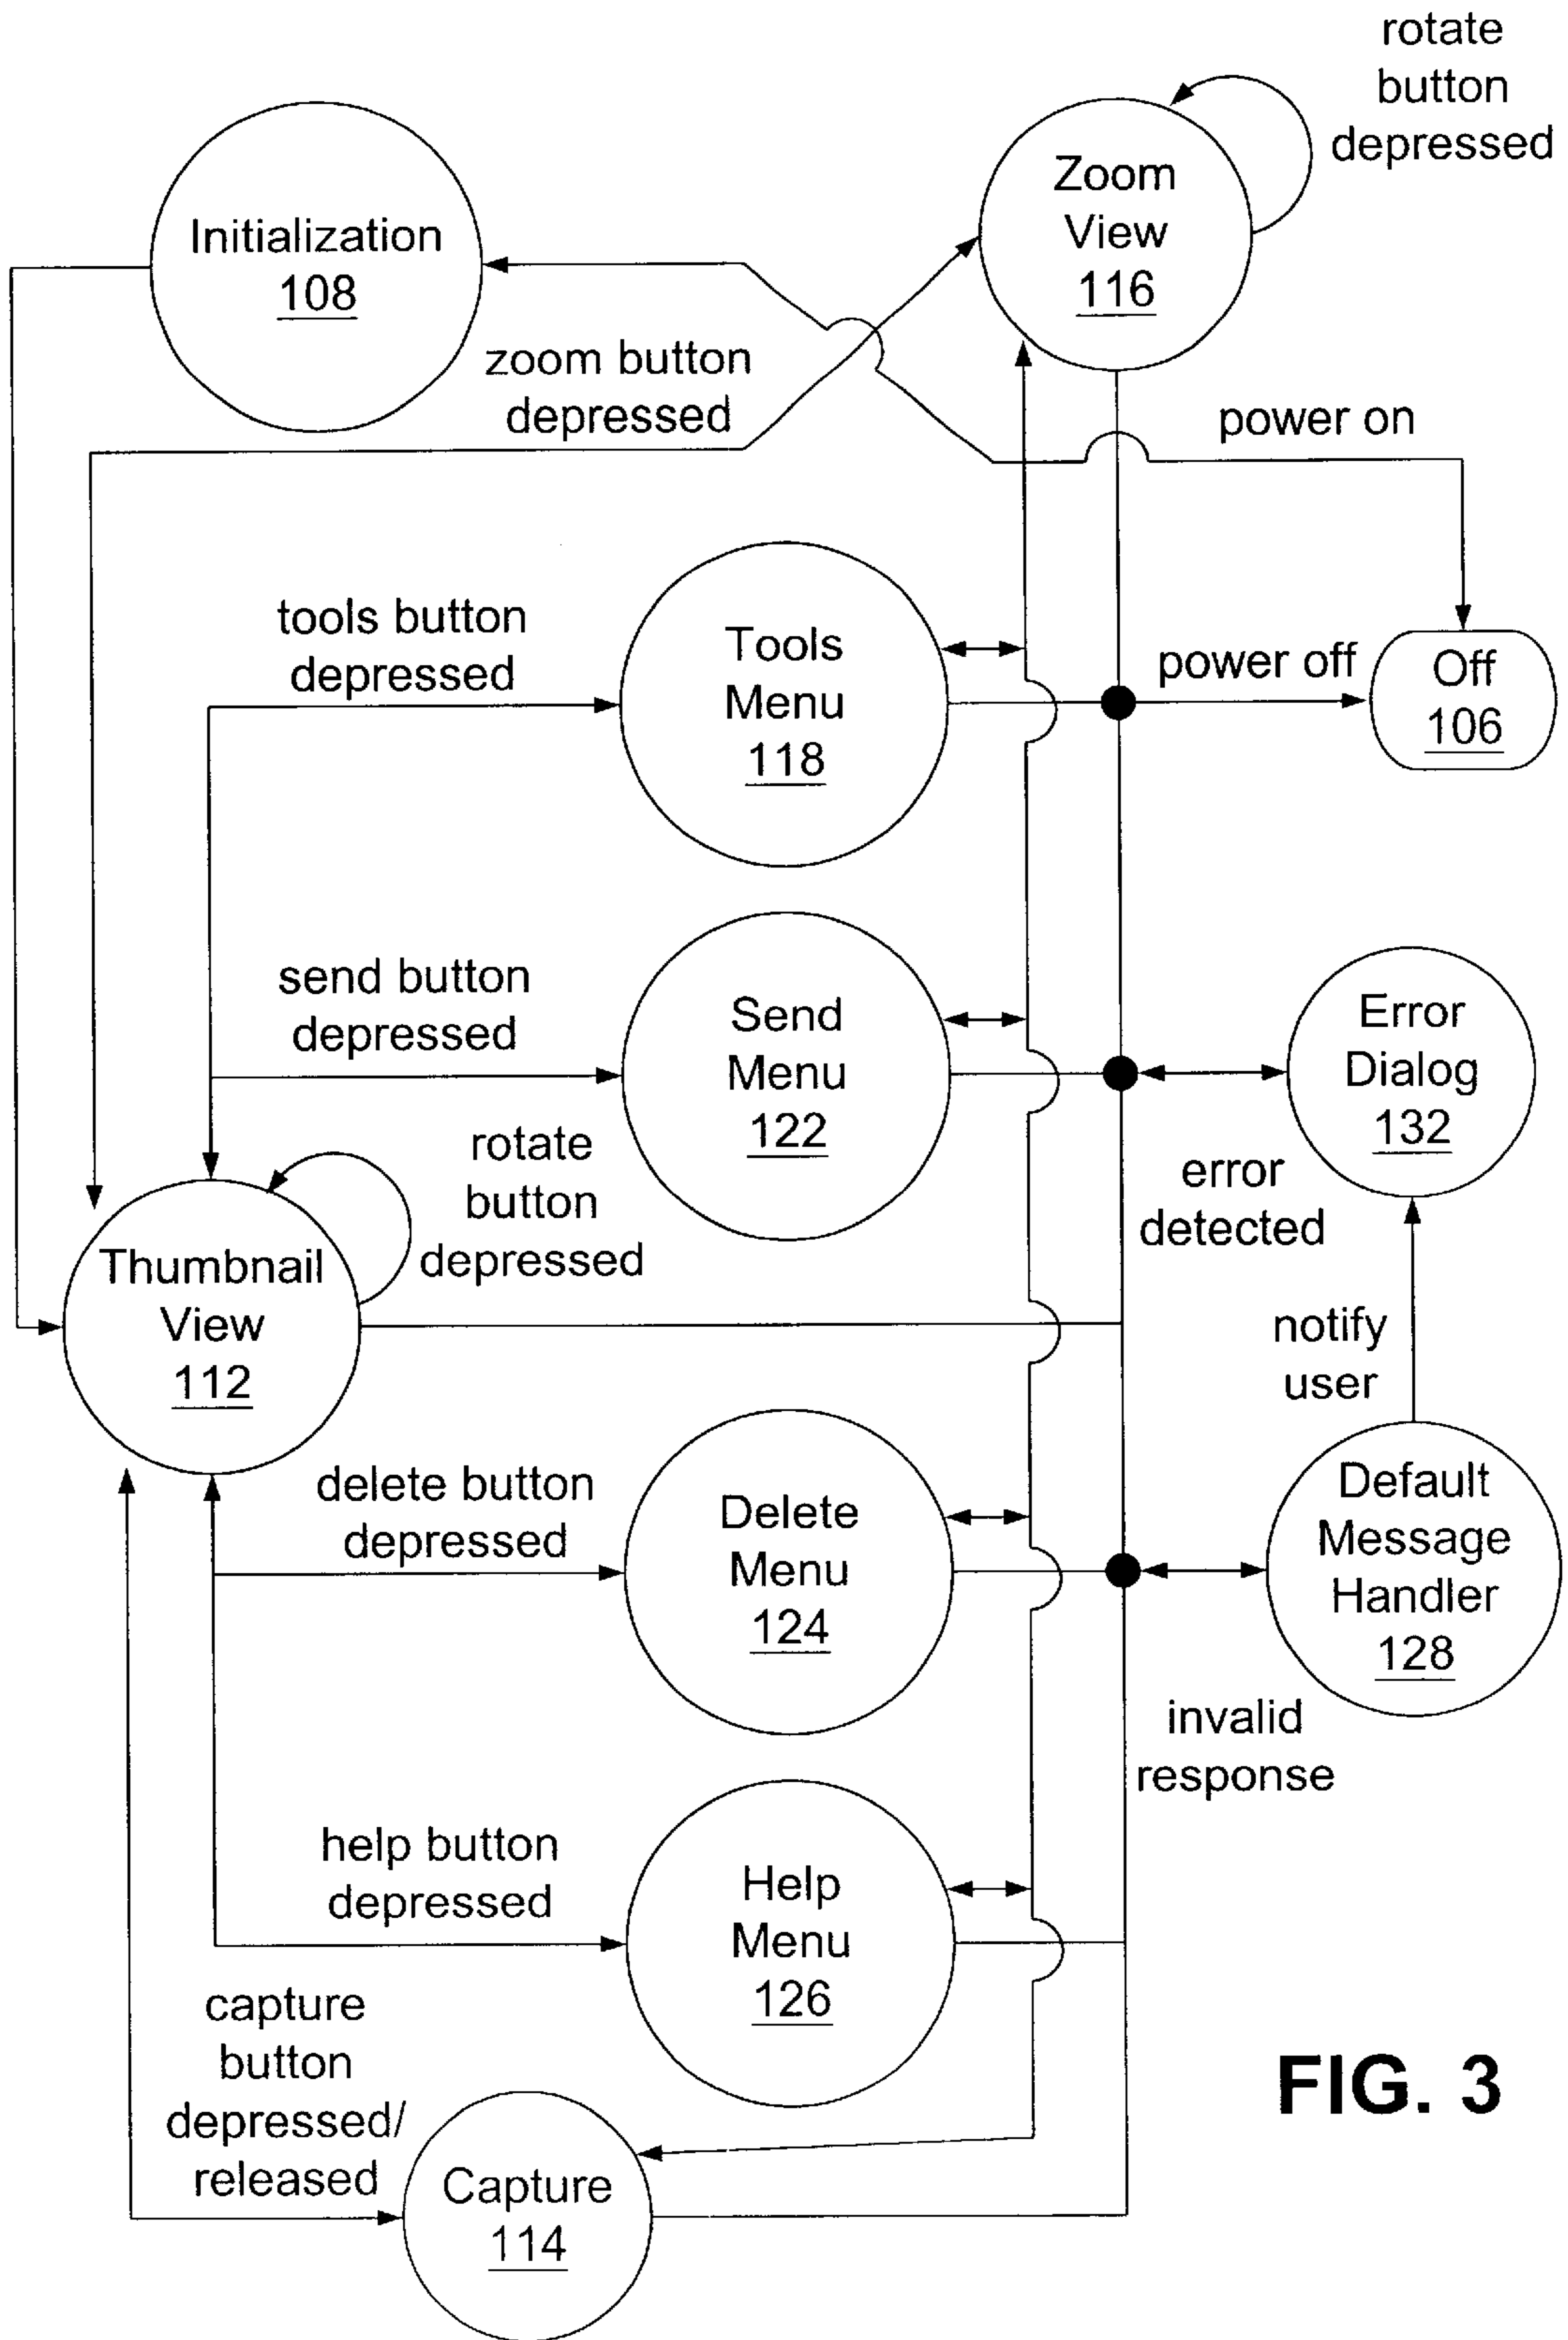 rotate
button
depressed
Zoom
View
116
Initialization
108
zoom button
depressed
power on
tools button
depressed
Tools
Menu
118
power off
Off
106
send button
depressed
Send
Menu
122
Error
Dialog
132
rotate
button
depressed
error
detected
Thumbnail
View
112
notify
user
delete button
depressed
Delete
Menu
124
Default
Message
Handler
128
invalid
response
help button
depressed
Help
Menu
126
capture
button
depressed/
released
Capture
114
FIG. 3